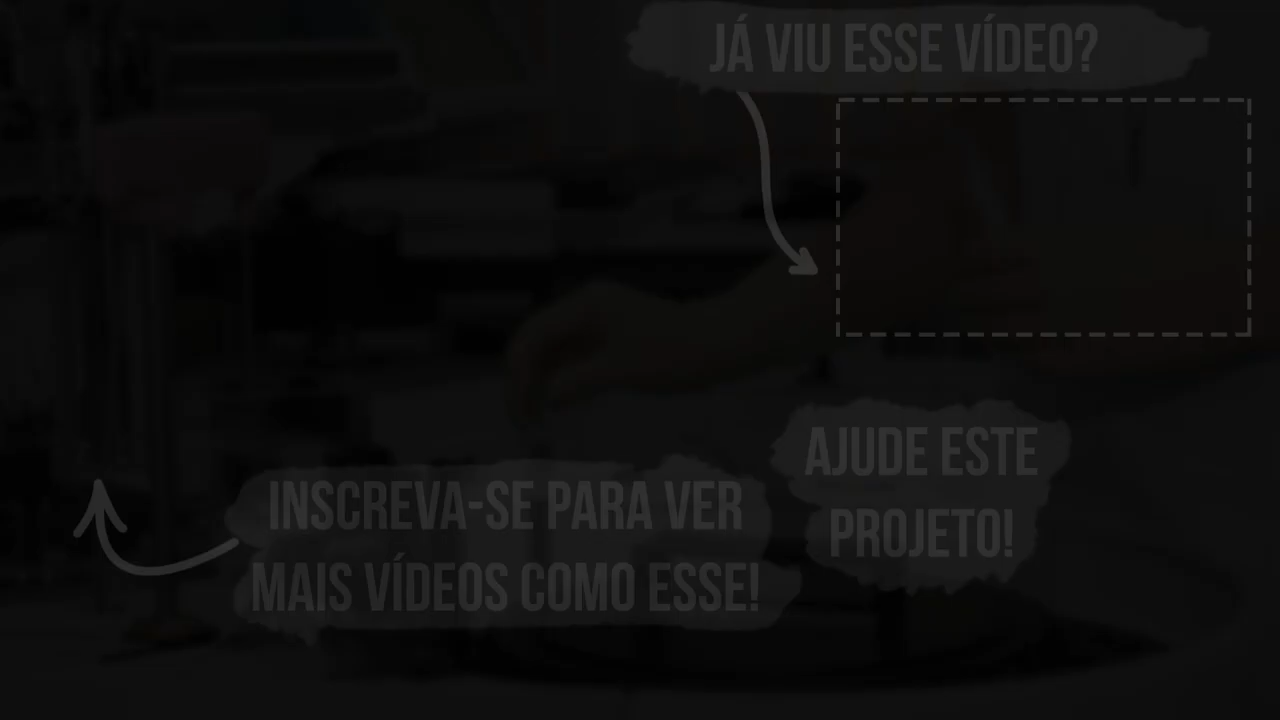 JÁ VIU ESSE VÍDEO?
AJUDE ESTE
PROJETO!
INSCREVA-SE PARA VER
MAIS VÍDEOS COMO ESSE!